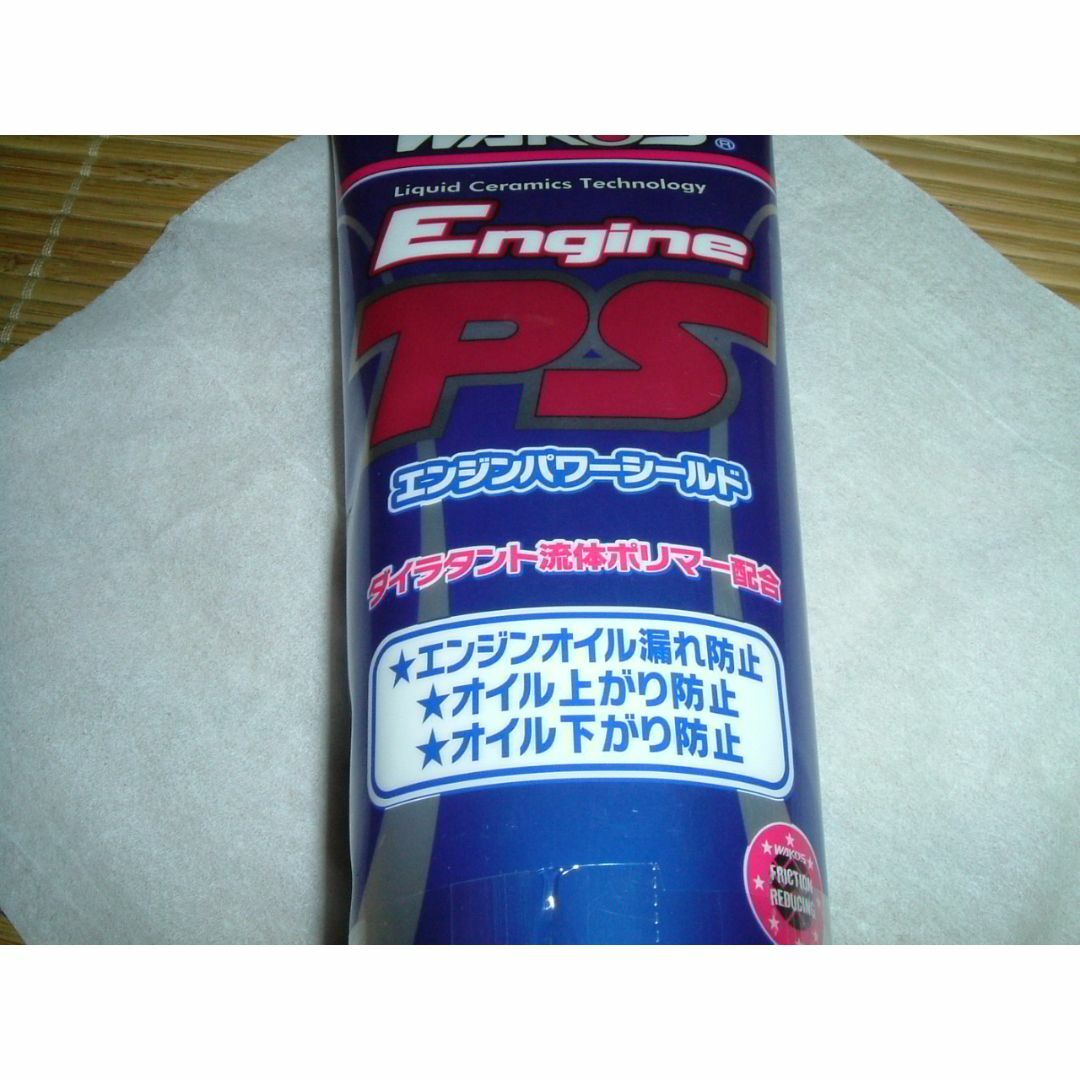 WAKO'S®
Liquid Ceramics Technology
Engine
PS
エンジンパワーシールド
ダイラタント流体ポリマー配合
★エンジンオイル漏れ防止
★オイル上がり防止
★オイル下がり防止
WAKO'S
FRICTION
REDUCING